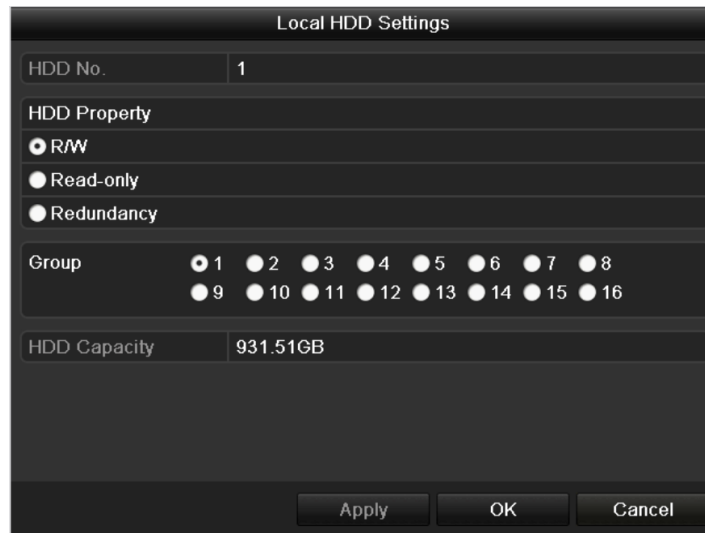 Local HDD Settings
HDD No. 1
HDD Property
R/W
Read-only
Redundancy
Group 1 2 3 4 5 6 7 8
9 10 11 12 13 14 15 16
HDD Capacity 931.51GB
Apply OK Cancel